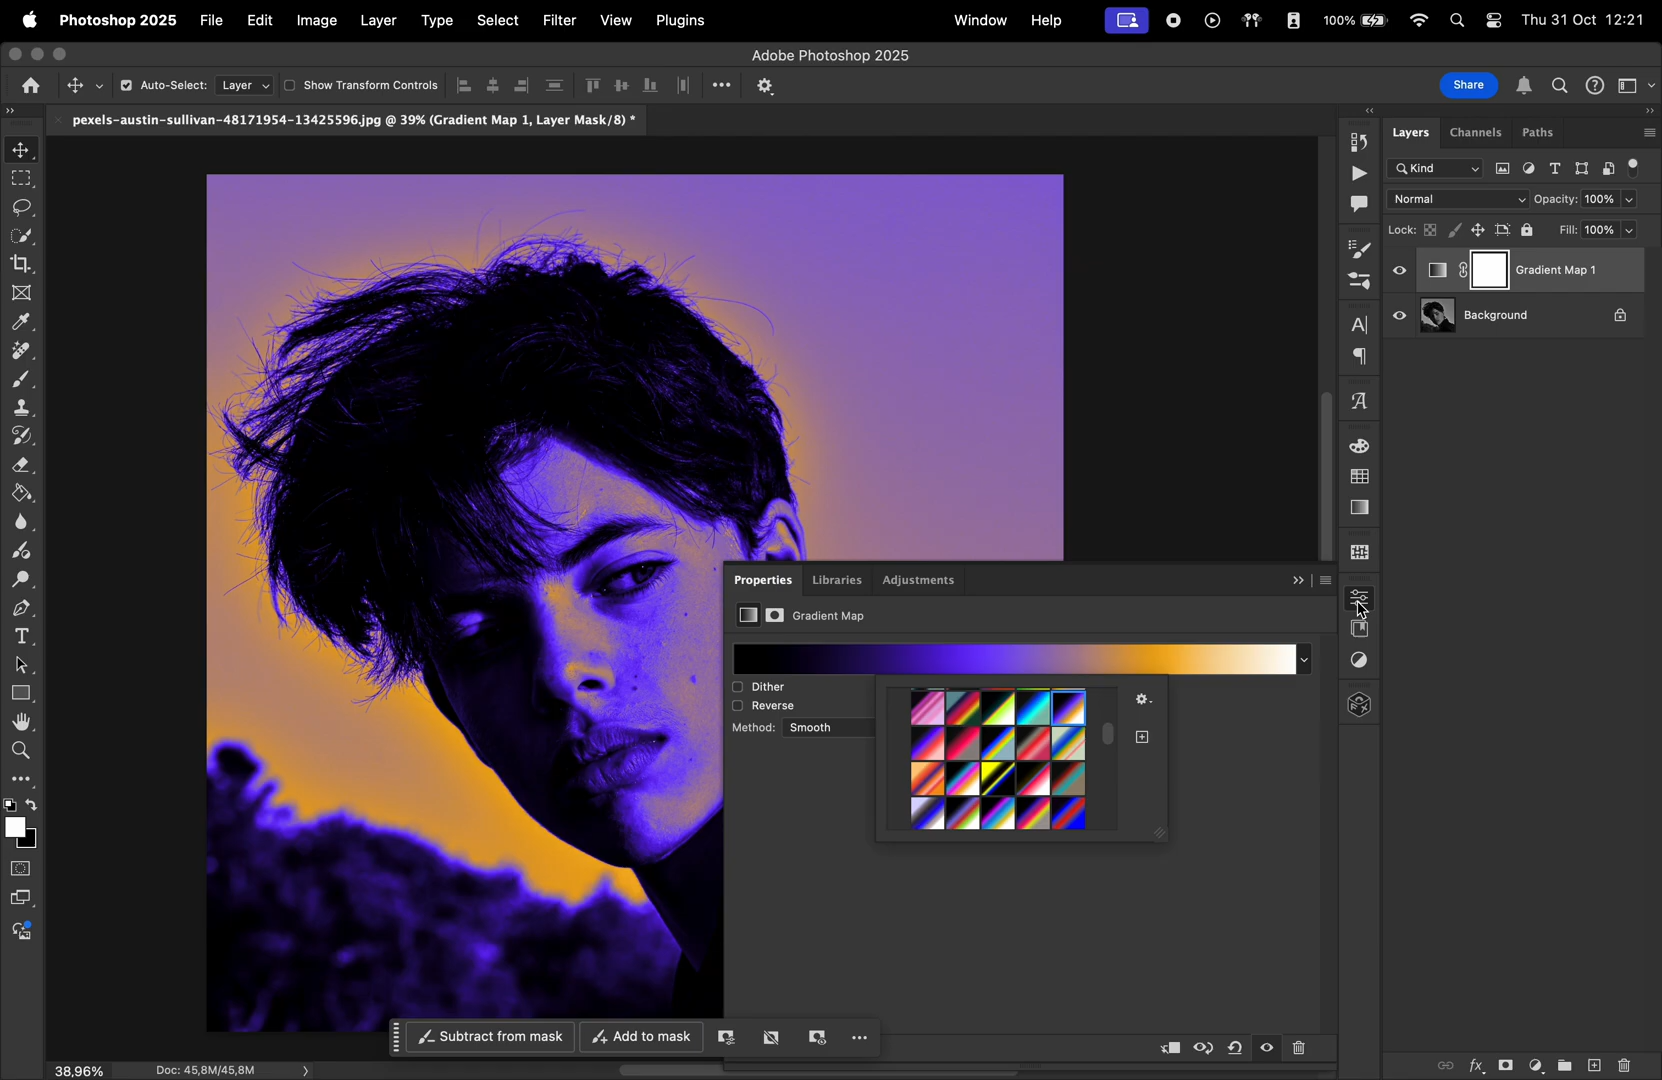 Photoshop 2025 File Edit Image Layer Type Select Filter View Plugins Window Help 100% Thu 31 Oct 12:21
Adobe Photoshop 2025
Auto-Select: Layer Show Transform Controls Share
pexels-austin-sullivan-48171954-13425596.jpg @ 39% (Gradient Map 1, Layer Mask/8) *
Layers Channels Paths
Kind
Normal Opacity: 100%
Lock: Fill: 100%
Gradient Map 1
Background
Properties Libraries Adjustments
Gradient Map
Dither
Reverse
Method: Smooth
Subtract from mask Add to mask
38,96% Doc: 45,8M/45,8M